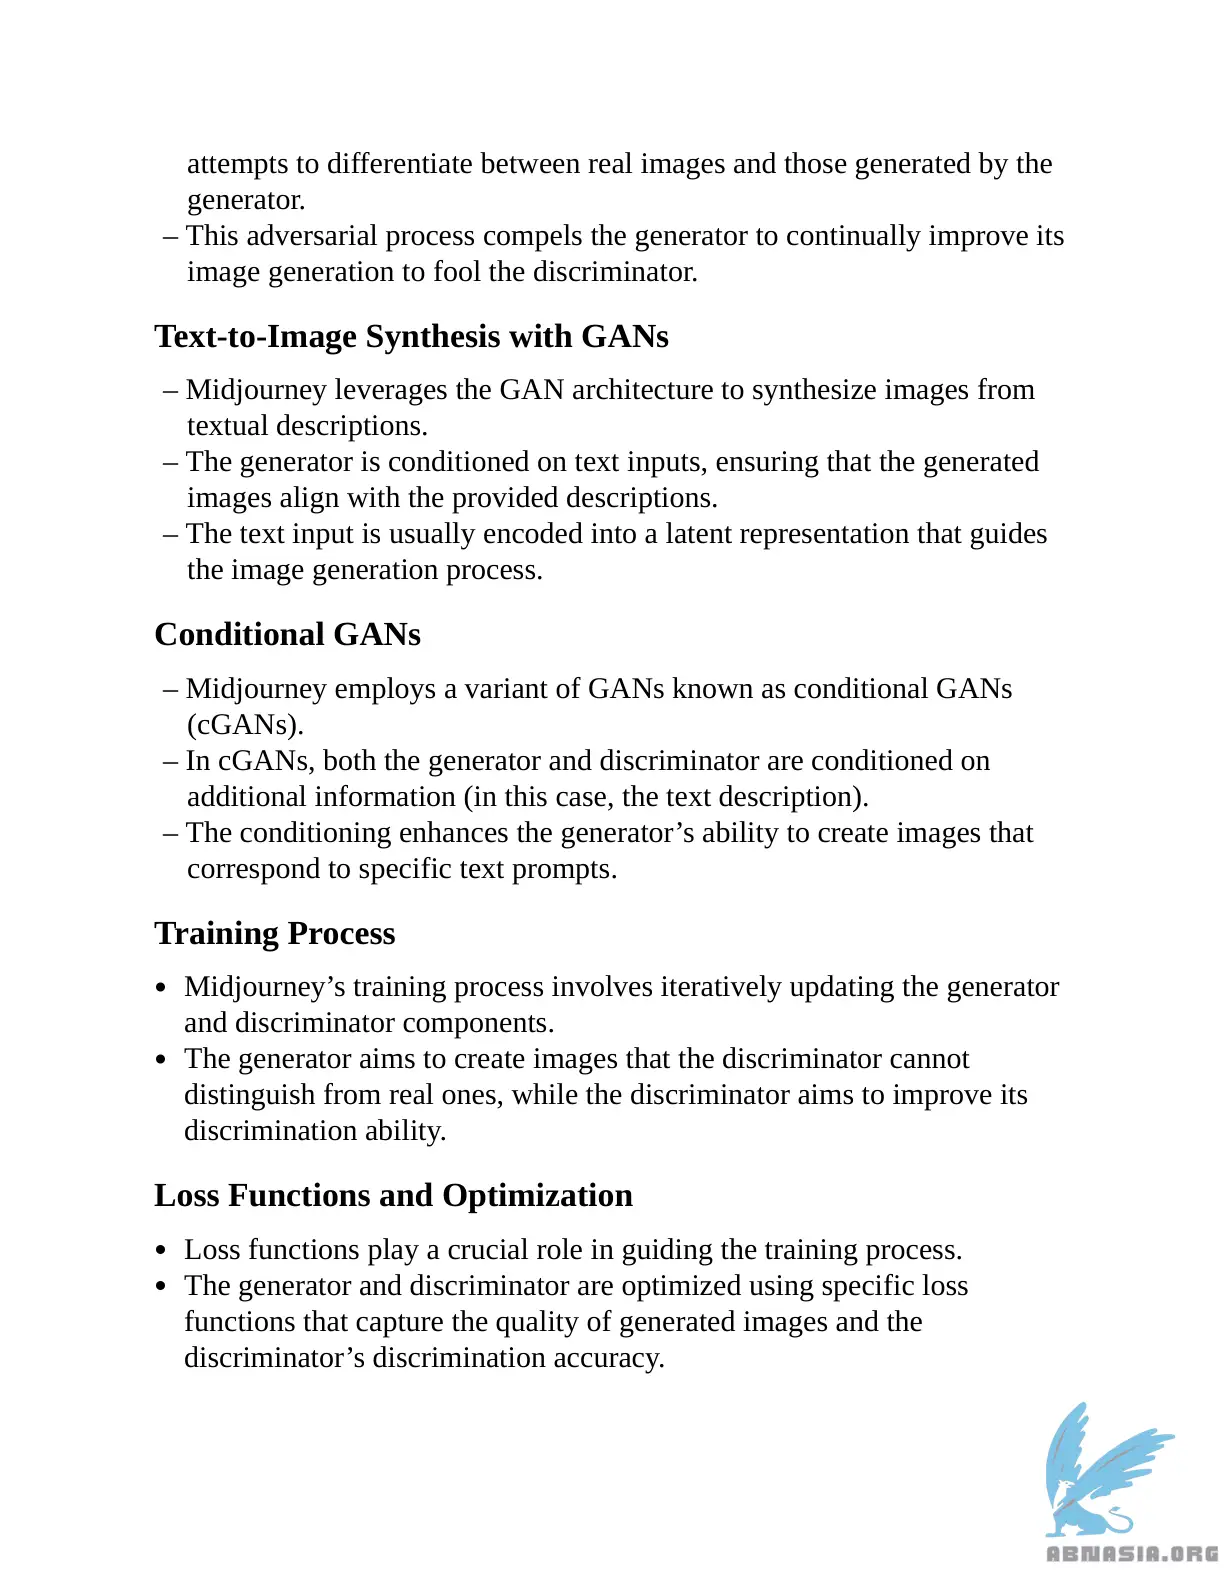 attempts to differentiate between real images and those generated by the
generator.
– This adversarial process compels the generator to continually improve its
image generation to fool the discriminator.
Text-to-Image Synthesis with GANs
– Midjourney leverages the GAN architecture to synthesize images from
textual descriptions.
– The generator is conditioned on text inputs, ensuring that the generated
images align with the provided descriptions.
– The text input is usually encoded into a latent representation that guides
the image generation process.
Conditional GANs
– Midjourney employs a variant of GANs known as conditional GANs
(cGANs).
– In cGANs, both the generator and discriminator are conditioned on
additional information (in this case, the text description).
– The conditioning enhances the generator’s ability to create images that
correspond to specific text prompts.
Training Process
• Midjourney’s training process involves iteratively updating the generator
and discriminator components.
• The generator aims to create images that the discriminator cannot
distinguish from real ones, while the discriminator aims to improve its
discrimination ability.
Loss Functions and Optimization
• Loss functions play a crucial role in guiding the training process.
• The generator and discriminator are optimized using specific loss
functions that capture the quality of generated images and the
discriminator’s discrimination accuracy.
ABNASIA.ORG